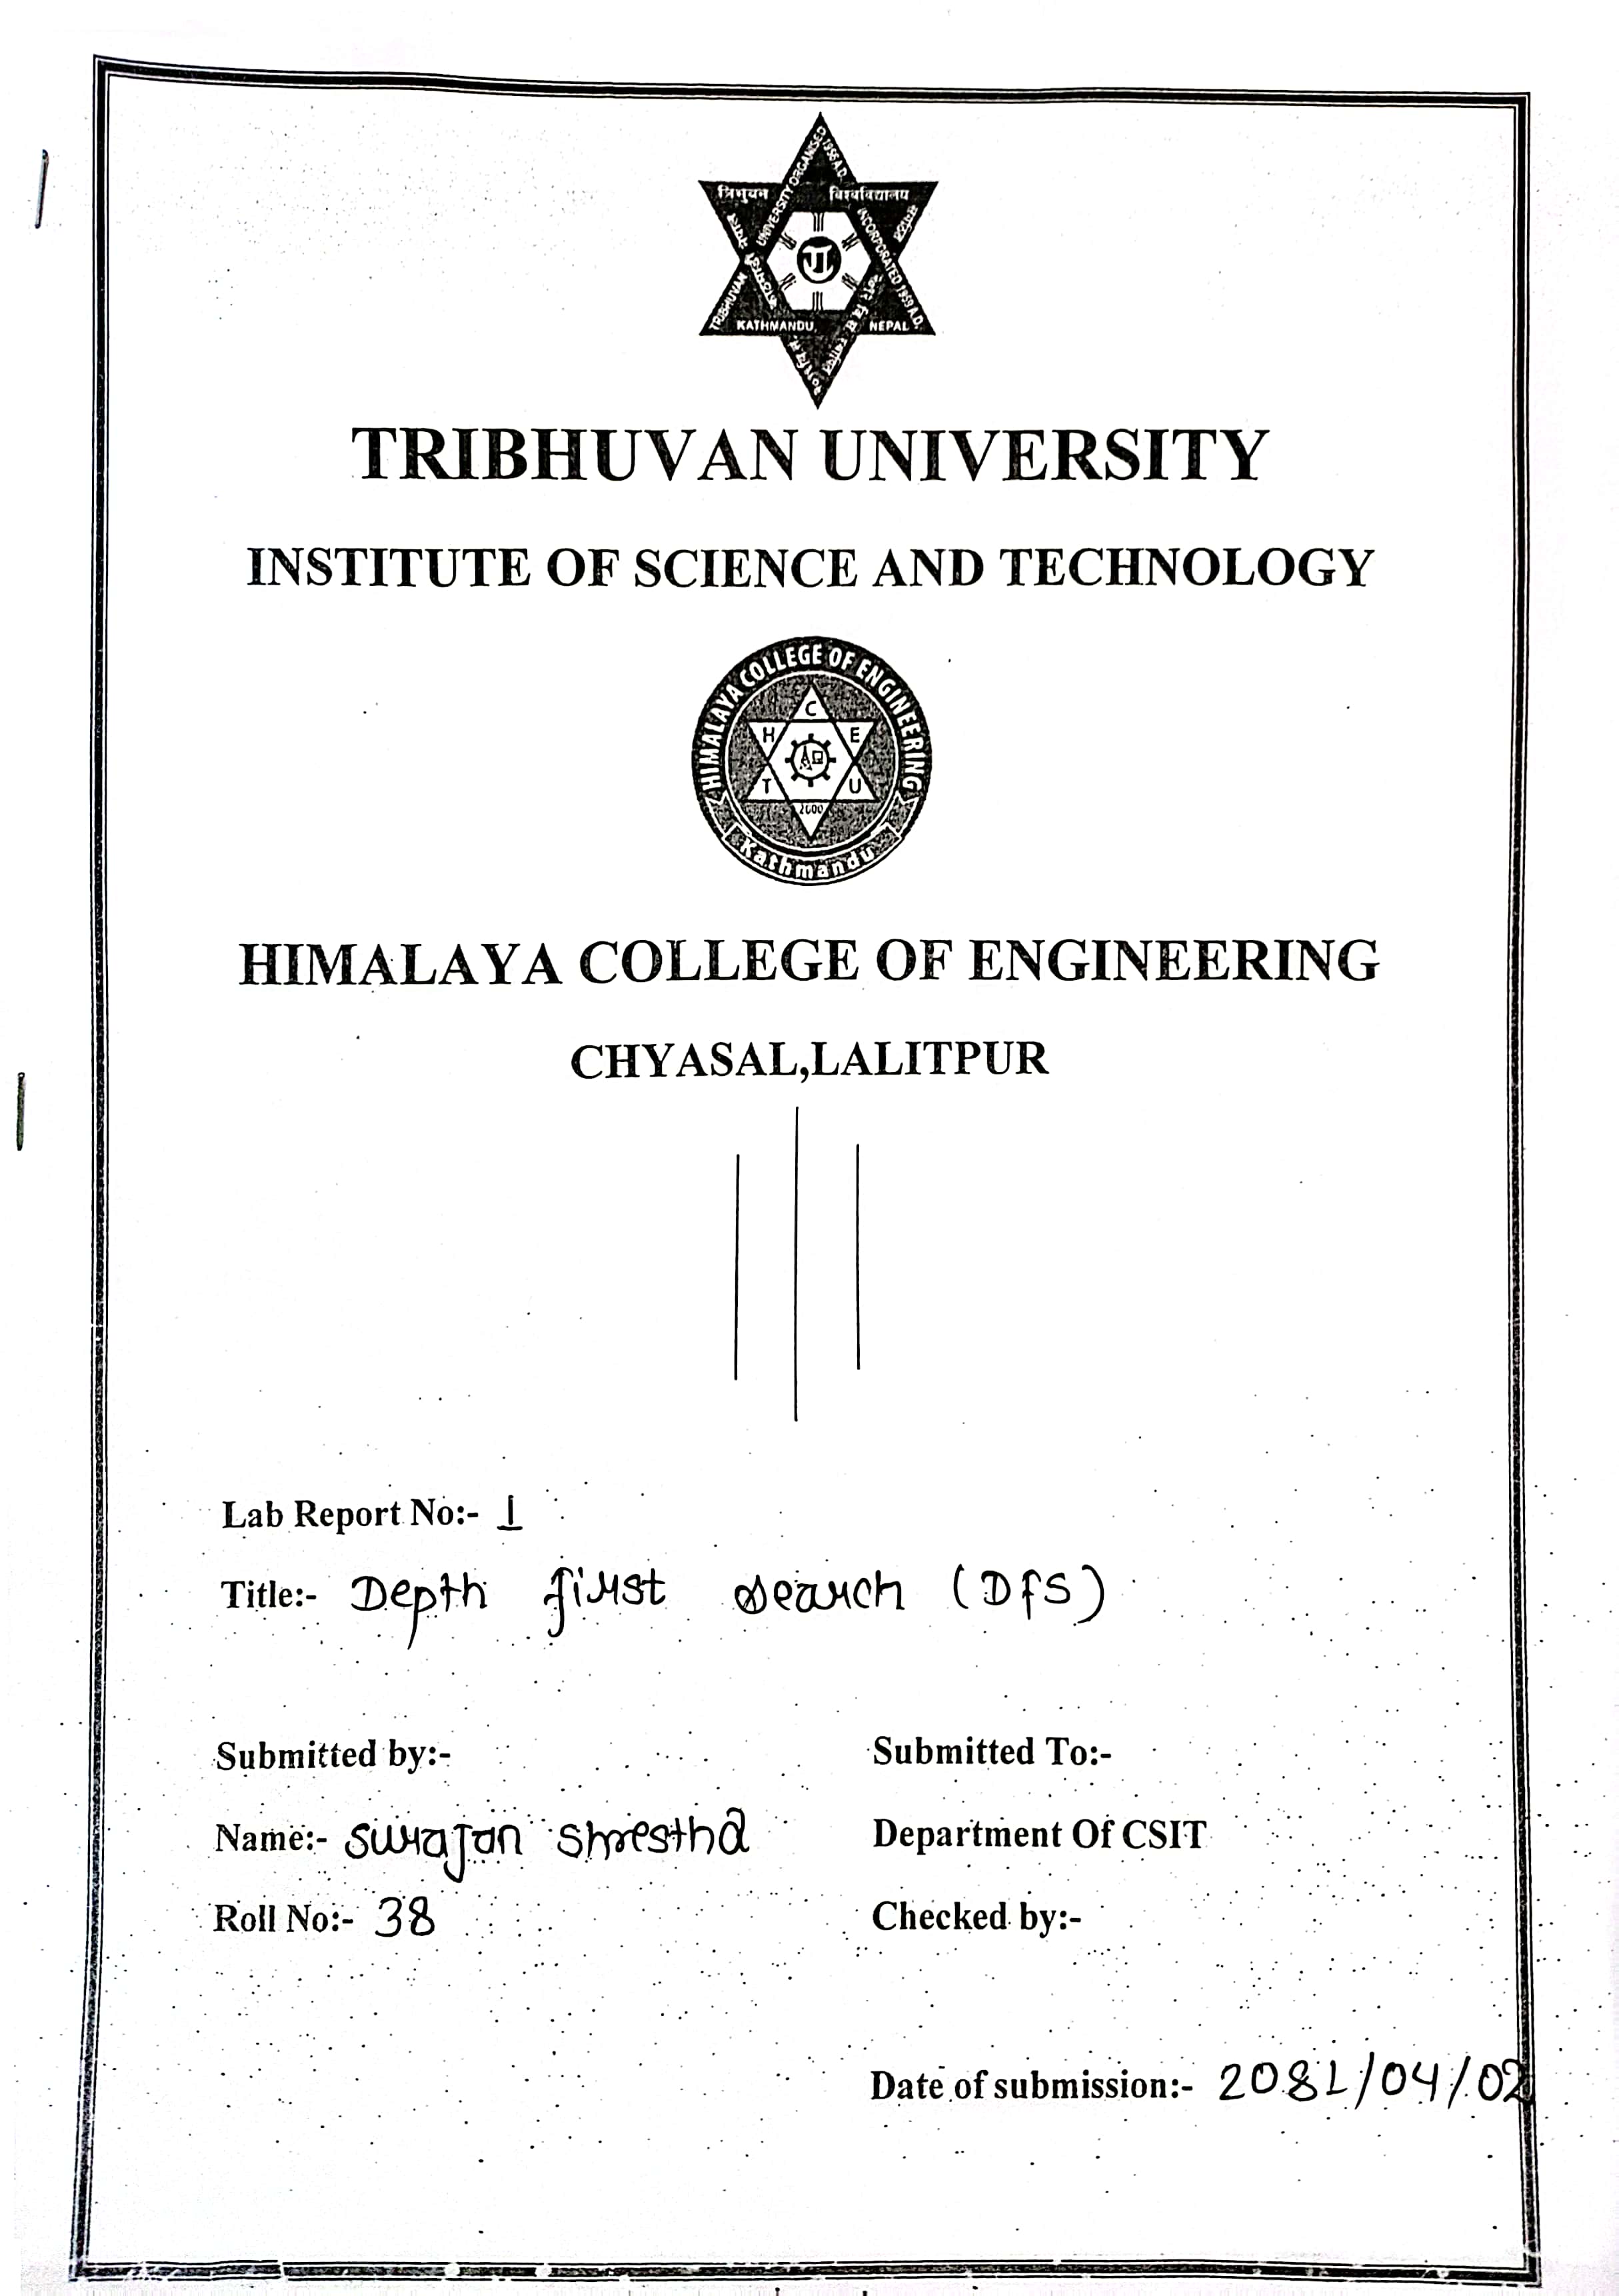 त्रिभुवन विश्वविद्यालय
UNIVERSITY ORGANISED 1956 A.D.
INCORPORATED 1959 A.D.
TRIBHUVAN
KATHMANDU, NEPAL
TRIBHUVAN UNIVERSITY
INSTITUTE OF SCIENCE AND TECHNOLOGY
HIMALAYA COLLEGE OF ENGINEERING
C
H E
T U
2000
Kathmandu
HIMALAYA COLLEGE OF ENGINEERING
CHYASAL,LALITPUR
Lab Report No:- 1
Title:- Depth first search (DfS)
Submitted by:- Submitted To:-
Name:- Surajan Shrestha Department Of CSIT
Roll No:- 38 Checked by:-
Date of submission:- 2081/04/02